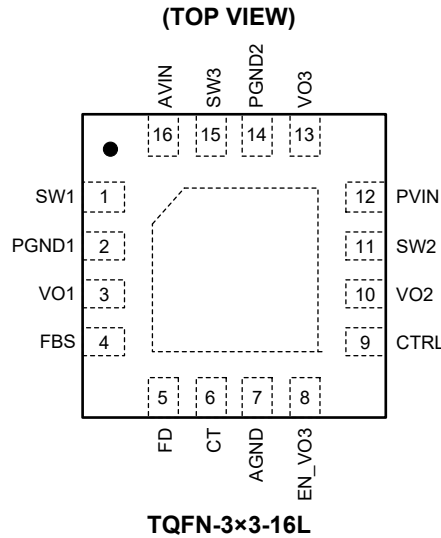 (TOP VIEW)
AVIN
SW3
PGND2
VO3
16
15
14
13
SW1
1
12
PVIN
PGND1
2
11
SW2
VO1
3
10
VO2
FBS
4
9
CTRL
5
6
7
8
FD
CT
AGND
EN_VO3
TQFN-3×3-16L